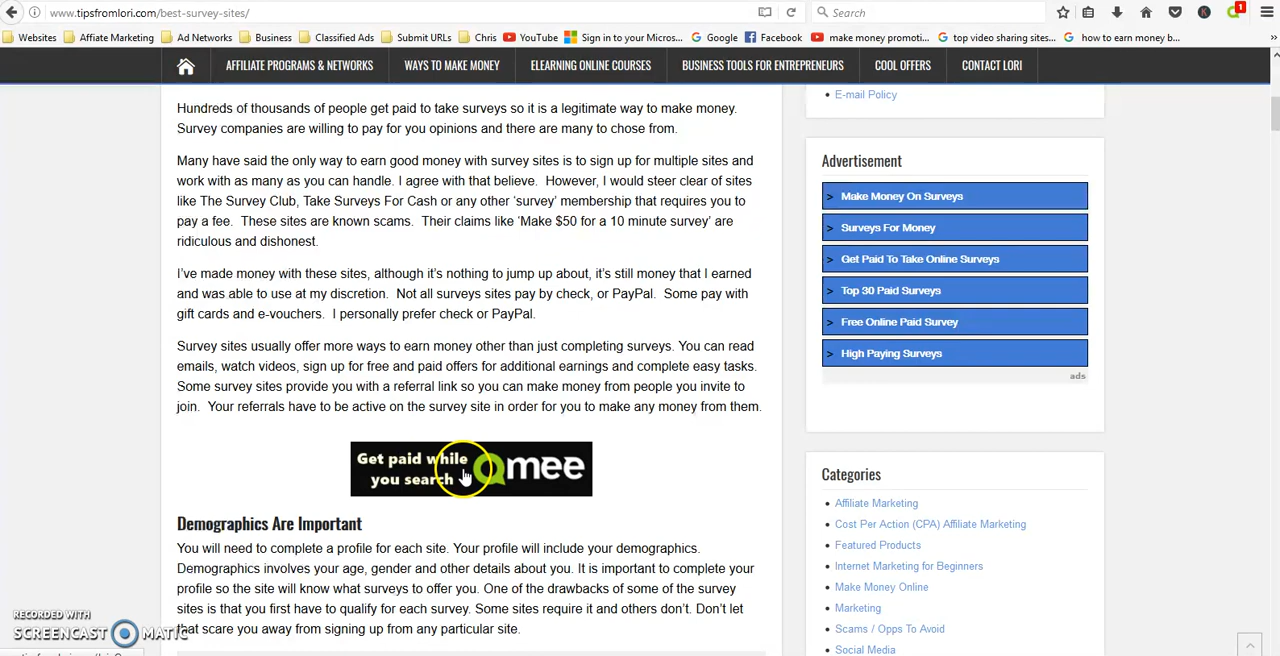 www.tipsfromlori.com/best-survey-sites/
Search
1
Websites
Affiate Marketing
Ad Networks
Business
Classified Ads
Submit URLs
Chris
YouTube
Sign in to your Micros...
Google
Facebook
make money promoti...
top video sharing sites...
how to earn money b...
AFFILIATE PROGRAMS & NETWORKS
WAYS TO MAKE MONEY
ELEARNING ONLINE COURSES
BUSINESS TOOLS FOR ENTREPRENEURS
COOL OFFERS
CONTACT LORI
Hundreds of thousands of people get paid to take surveys so it is a legitimate way to make money.
Survey companies are willing to pay for you opinions and there are many to chose from.
Many have said the only way to earn good money with survey sites is to sign up for multiple sites and
work with as many as you can handle. I agree with that believe.  However, I would steer clear of sites
like The Survey Club, Take Surveys For Cash or any other ‘survey’ membership that requires you to
pay a fee.  These sites are known scams.  Their claims like ‘Make $50 for a 10 minute survey’ are
ridiculous and dishonest.
I’ve made money with these sites, although it’s nothing to jump up about, it’s still money that I earned
and was able to use at my discretion.  Not all surveys sites pay by check, or PayPal.  Some pay with
gift cards and e-vouchers.  I personally prefer check or PayPal.
Survey sites usually offer more ways to earn money other than just completing surveys. You can read
emails, watch videos, sign up for free and paid offers for additional earnings and complete easy tasks.
Some survey sites provide you with a referral link so you can make money from people you invite to
join.  Your referrals have to be active on the survey site in order for you to make any money from them.
Get paid while
you search
Qmee
Demographics Are Important
You will need to complete a profile for each site. Your profile will include your demographics.
Demographics involves your age, gender and other details about you. It is important to complete your
profile so the site will know what surveys to offer you. One of the drawbacks of some of the survey
sites is that you first have to qualify for each survey. Some sites require it and others don’t. Don’t let
that scare you away from signing up from any particular site.
E-mail Policy
Advertisement
> Make Money On Surveys
> Surveys For Money
> Get Paid To Take Online Surveys
> Top 30 Paid Surveys
> Free Online Paid Survey
> High Paying Surveys
ads
Categories
Affiliate Marketing
Cost Per Action (CPA) Affiliate Marketing
Featured Products
Internet Marketing for Beginners
Make Money Online
Marketing
Scams / Opps To Avoid
Social Media
RECORDED WITH
SCREENCAST MATIC